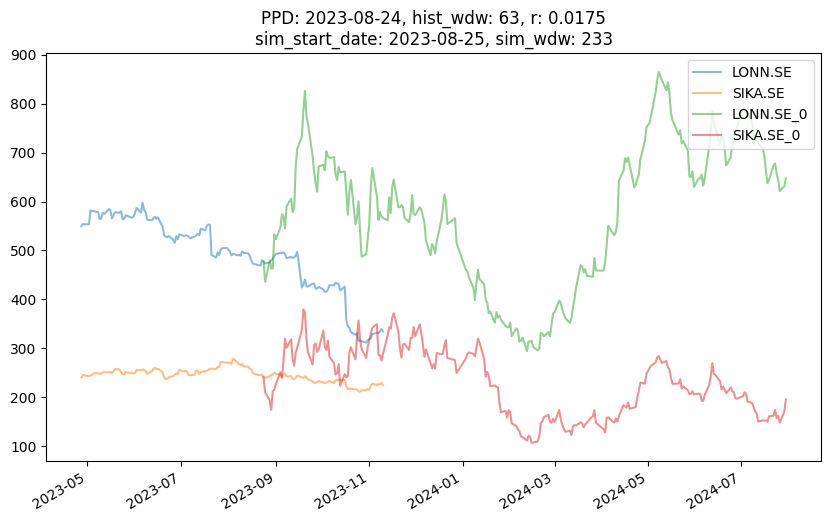 PPD: 2023-08-24, hist_wdw: 63, r: 0.0175
sim_start_date: 2023-08-25, sim_wdw: 233
900
800
700
600
500
400
300
200
100
LONN.SE
SIKA.SE
LONN.SE_0
SIKA.SE_0
2023-05
2023-07
2023-09
2023-11
2024-01
2024-03
2024-05
2024-07